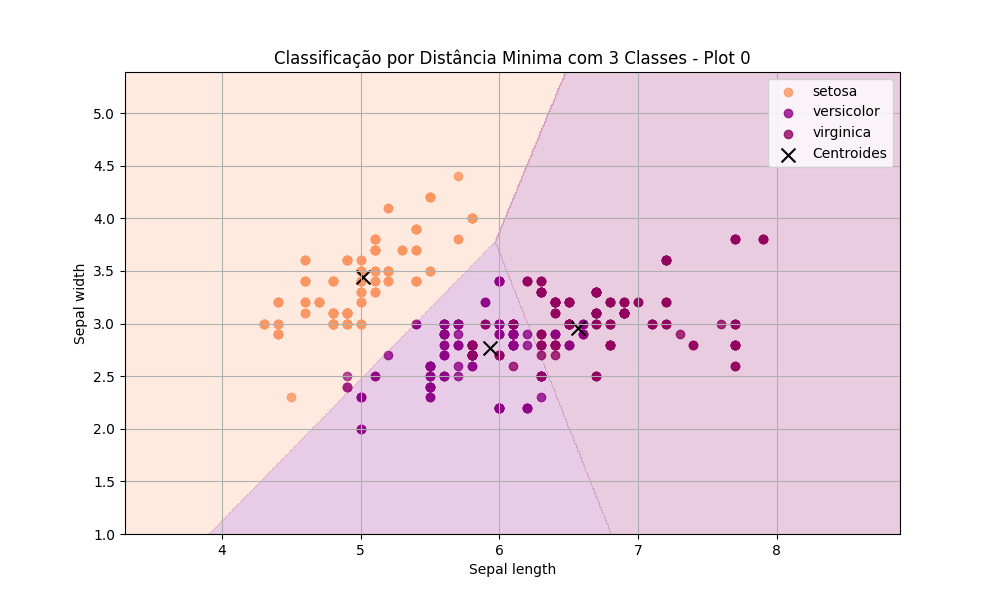 Classificação por Distância Minima com 3 Classes - Plot 0
setosa
versicolor
virginica
Centroides
Sepal width
5.0
4.5
4.0
3.5
3.0
2.5
2.0
1.5
1.0
4 5 6 7 8
Sepal length